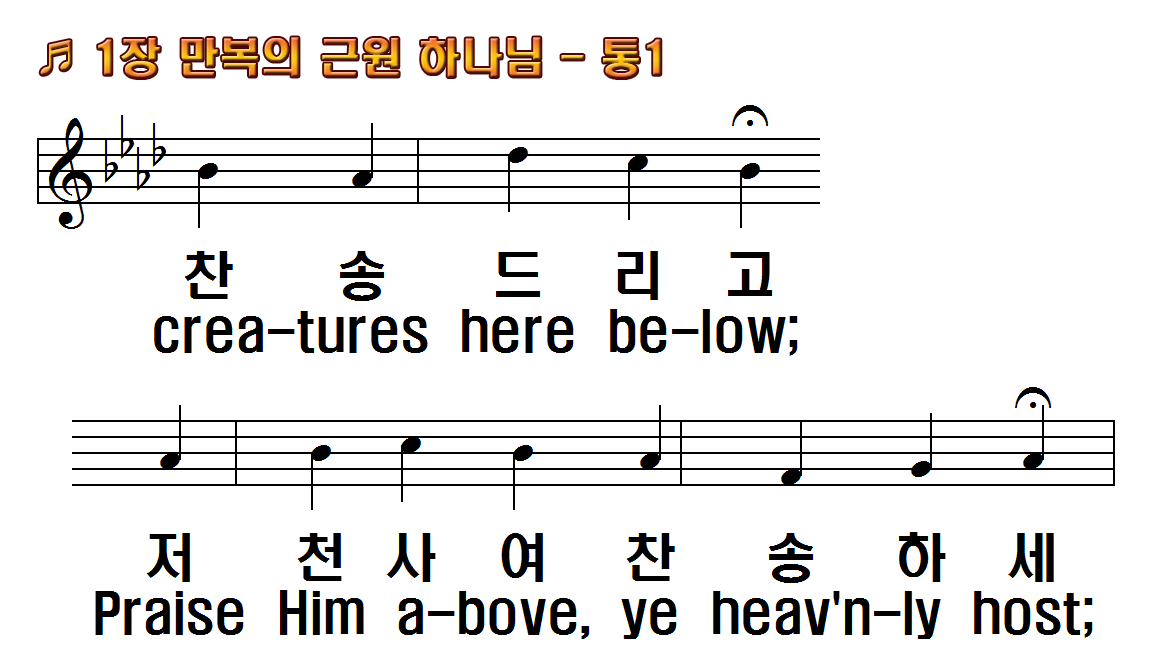 ♬ 1장 만복의 근원 하나님 - 통1
찬 송 드 리 고
crea-tures here be-low;
저 천 사 여 찬 송 하 세
Praise Him a-bove, ye heav'n-ly host;